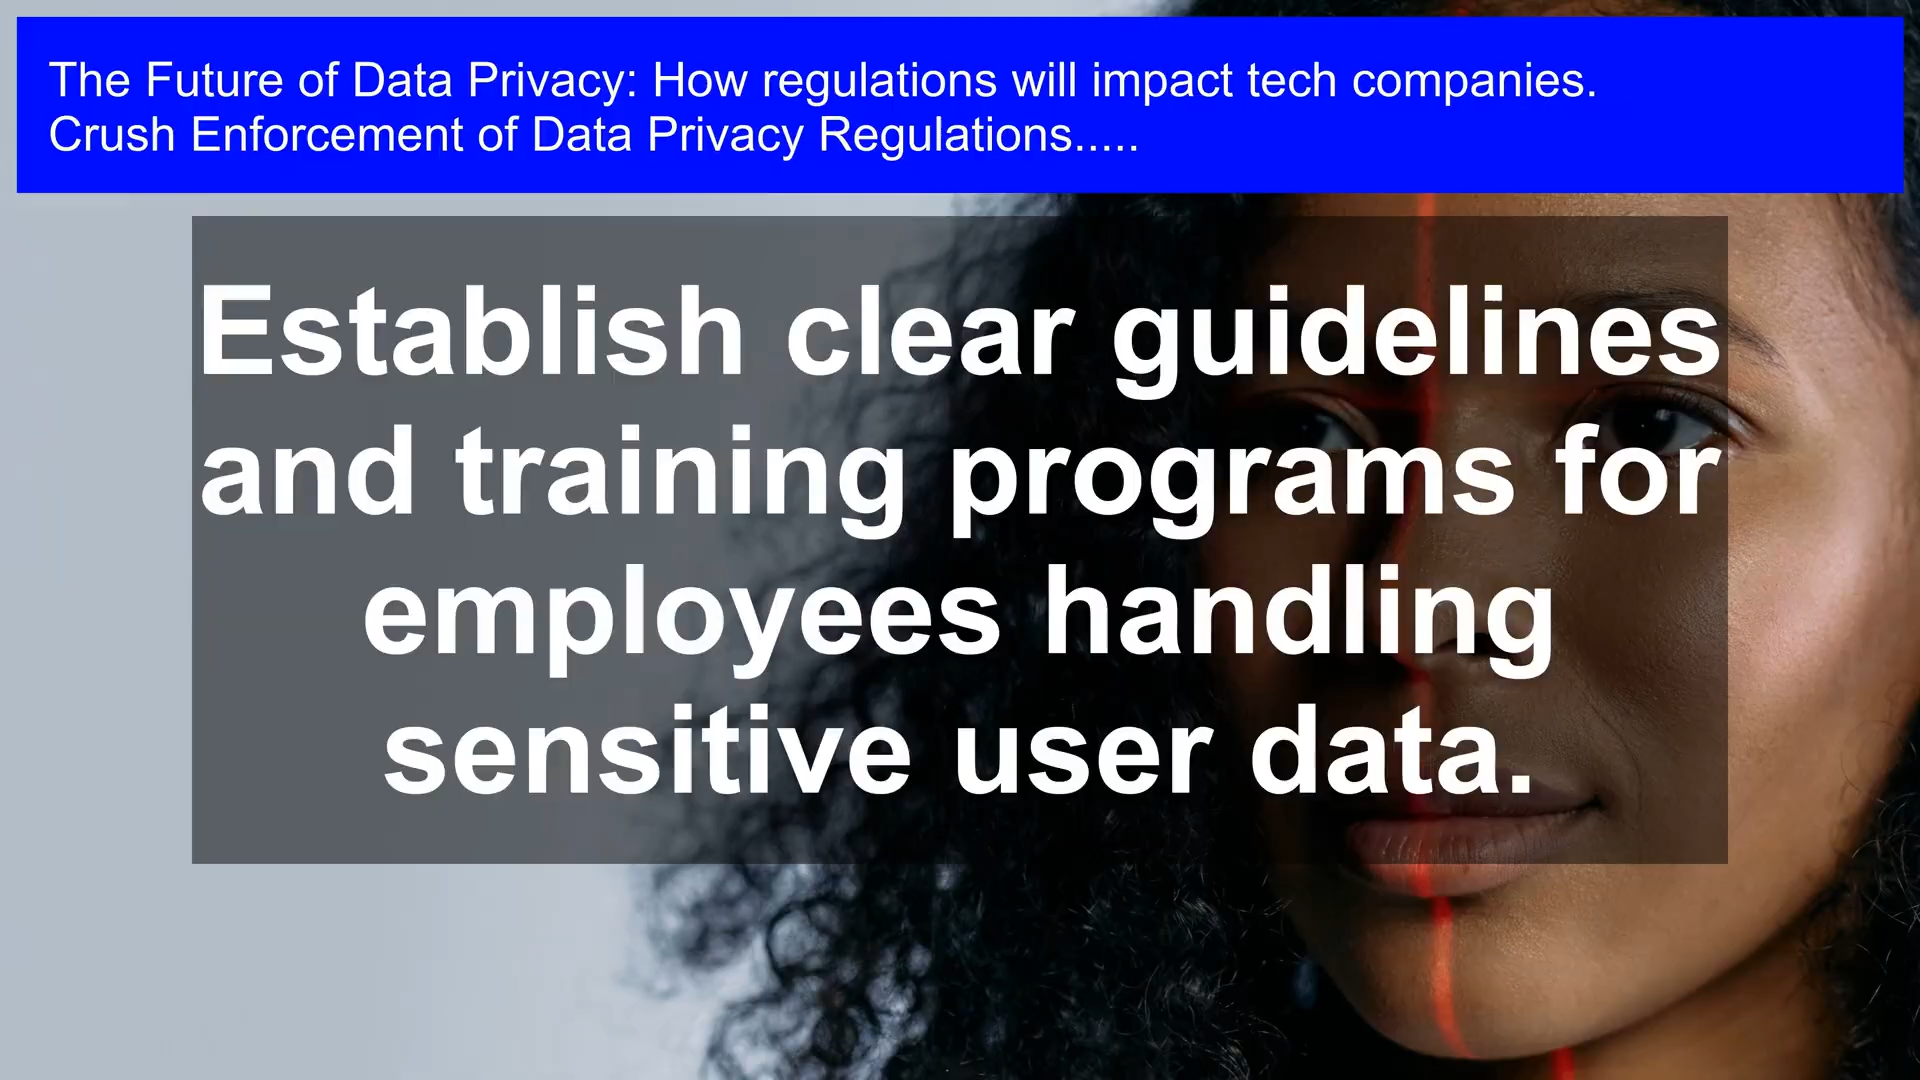 The Future of Data Privacy: How regulations will impact tech companies.
Crush Enforcement of Data Privacy Regulations.....
Establish clear guidelines
and training programs for
employees handling
sensitive user data.